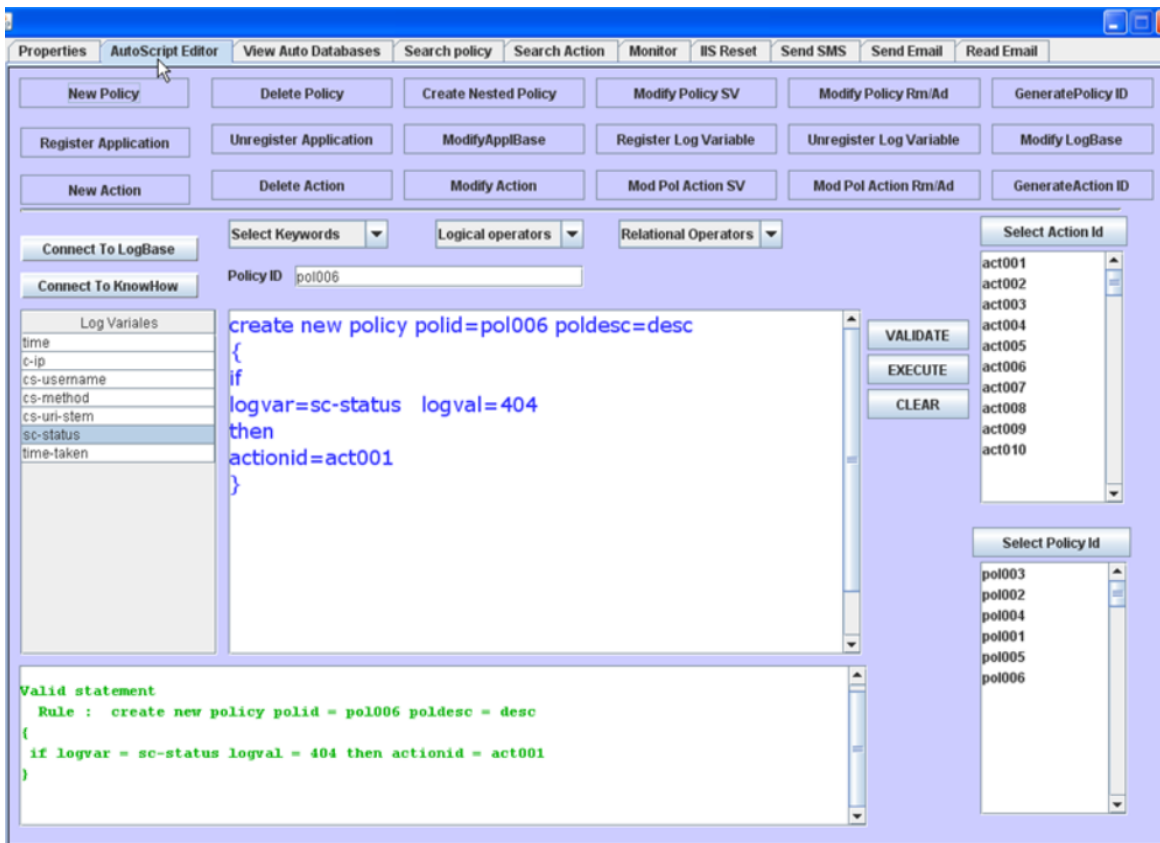 Properties AutoScript Editor View Auto Databases Search policy Search Action Monitor IIS Reset Send SMS Send Email Read Email
New Policy Delete Policy Create Nested Policy Modify Policy SV Modify Policy Rm/Ad GeneratePolicy ID
Register Application Unregister Application ModifyApplBase Register Log Variable Unregister Log Variable Modify LogBase
New Action Delete Action Modify Action Mod Pol Action SV Mod Pol Action Rm/Ad GenerateAction ID
Select Keywords Logical operators Relational Operators Select Action Id
Connect To LogBase
Policy ID pol006
Connect To KnowHow
Log Variales
time
c-ip
cs-username
cs-method
cs-uri-stem
sc-status
time-taken
create new policy polid=pol006 poldesc=desc
{
if
logvar=sc-status logval=404
then
actionid=act001
}
VALIDATE
EXECUTE
CLEAR
act001
act002
act003
act004
act005
act006
act007
act008
act009
act010
Select Policy Id
pol003
pol002
pol004
pol001
pol005
pol006
Valid statement
Rule : create new policy polid = pol006 poldesc = desc
{
if logvar = sc-status logval = 404 then actionid = act001
}